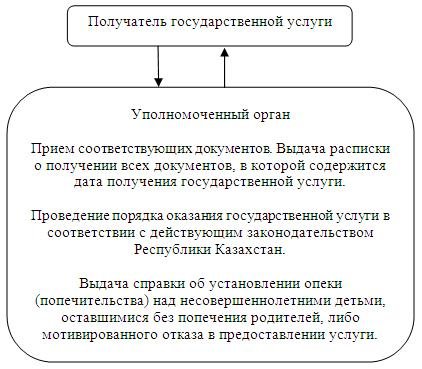 Получатель государственной услуги
Уполномоченный орган
Прием соответствующих документов. Выдача расписки
о получении всех документов, в которой содержится
дата получения государственной услуги.
Проведение порядка оказания государственной услуги в
соответствии с действующим законодательством
Республики Казахстан.
Выдача справки об установлении опеки
(попечительства) над несовершеннолетними детьми,
оставшимися без попечения родителей, либо
мотивированного отказа в предоставлении услуги.